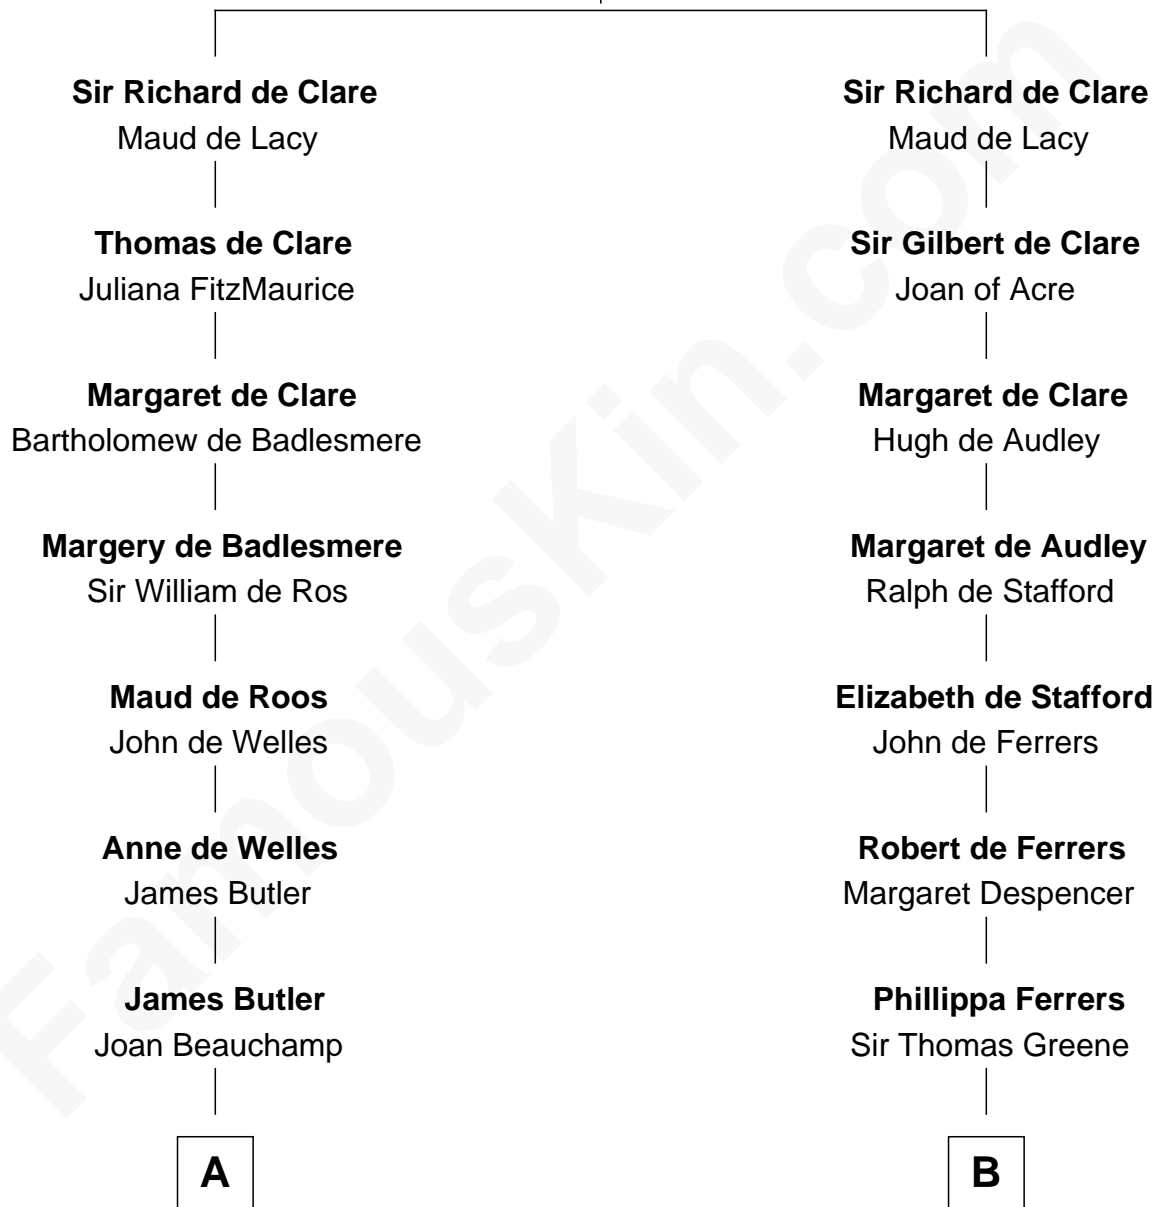 Sir Richard de Clare
Maud de Lacy
Thomas de Clare
Juliana FitzMaurice
Margaret de Clare
Bartholomew de Badlesmere
Margery de Badlesmere
Sir William de Ros
Maud de Roos
John de Welles
Anne de Welles
James Butler
James Butler
Joan Beauchamp
A
Sir Richard de Clare
Maud de Lacy
Sir Gilbert de Clare
Joan of Acre
Margaret de Clare
Hugh de Audley
Margaret de Audley
Ralph de Stafford
Elizabeth de Stafford
John de Ferrers
Robert de Ferrers
Margaret Despencer
Phillippa Ferrers
Sir Thomas Greene
B
FamousKin.com